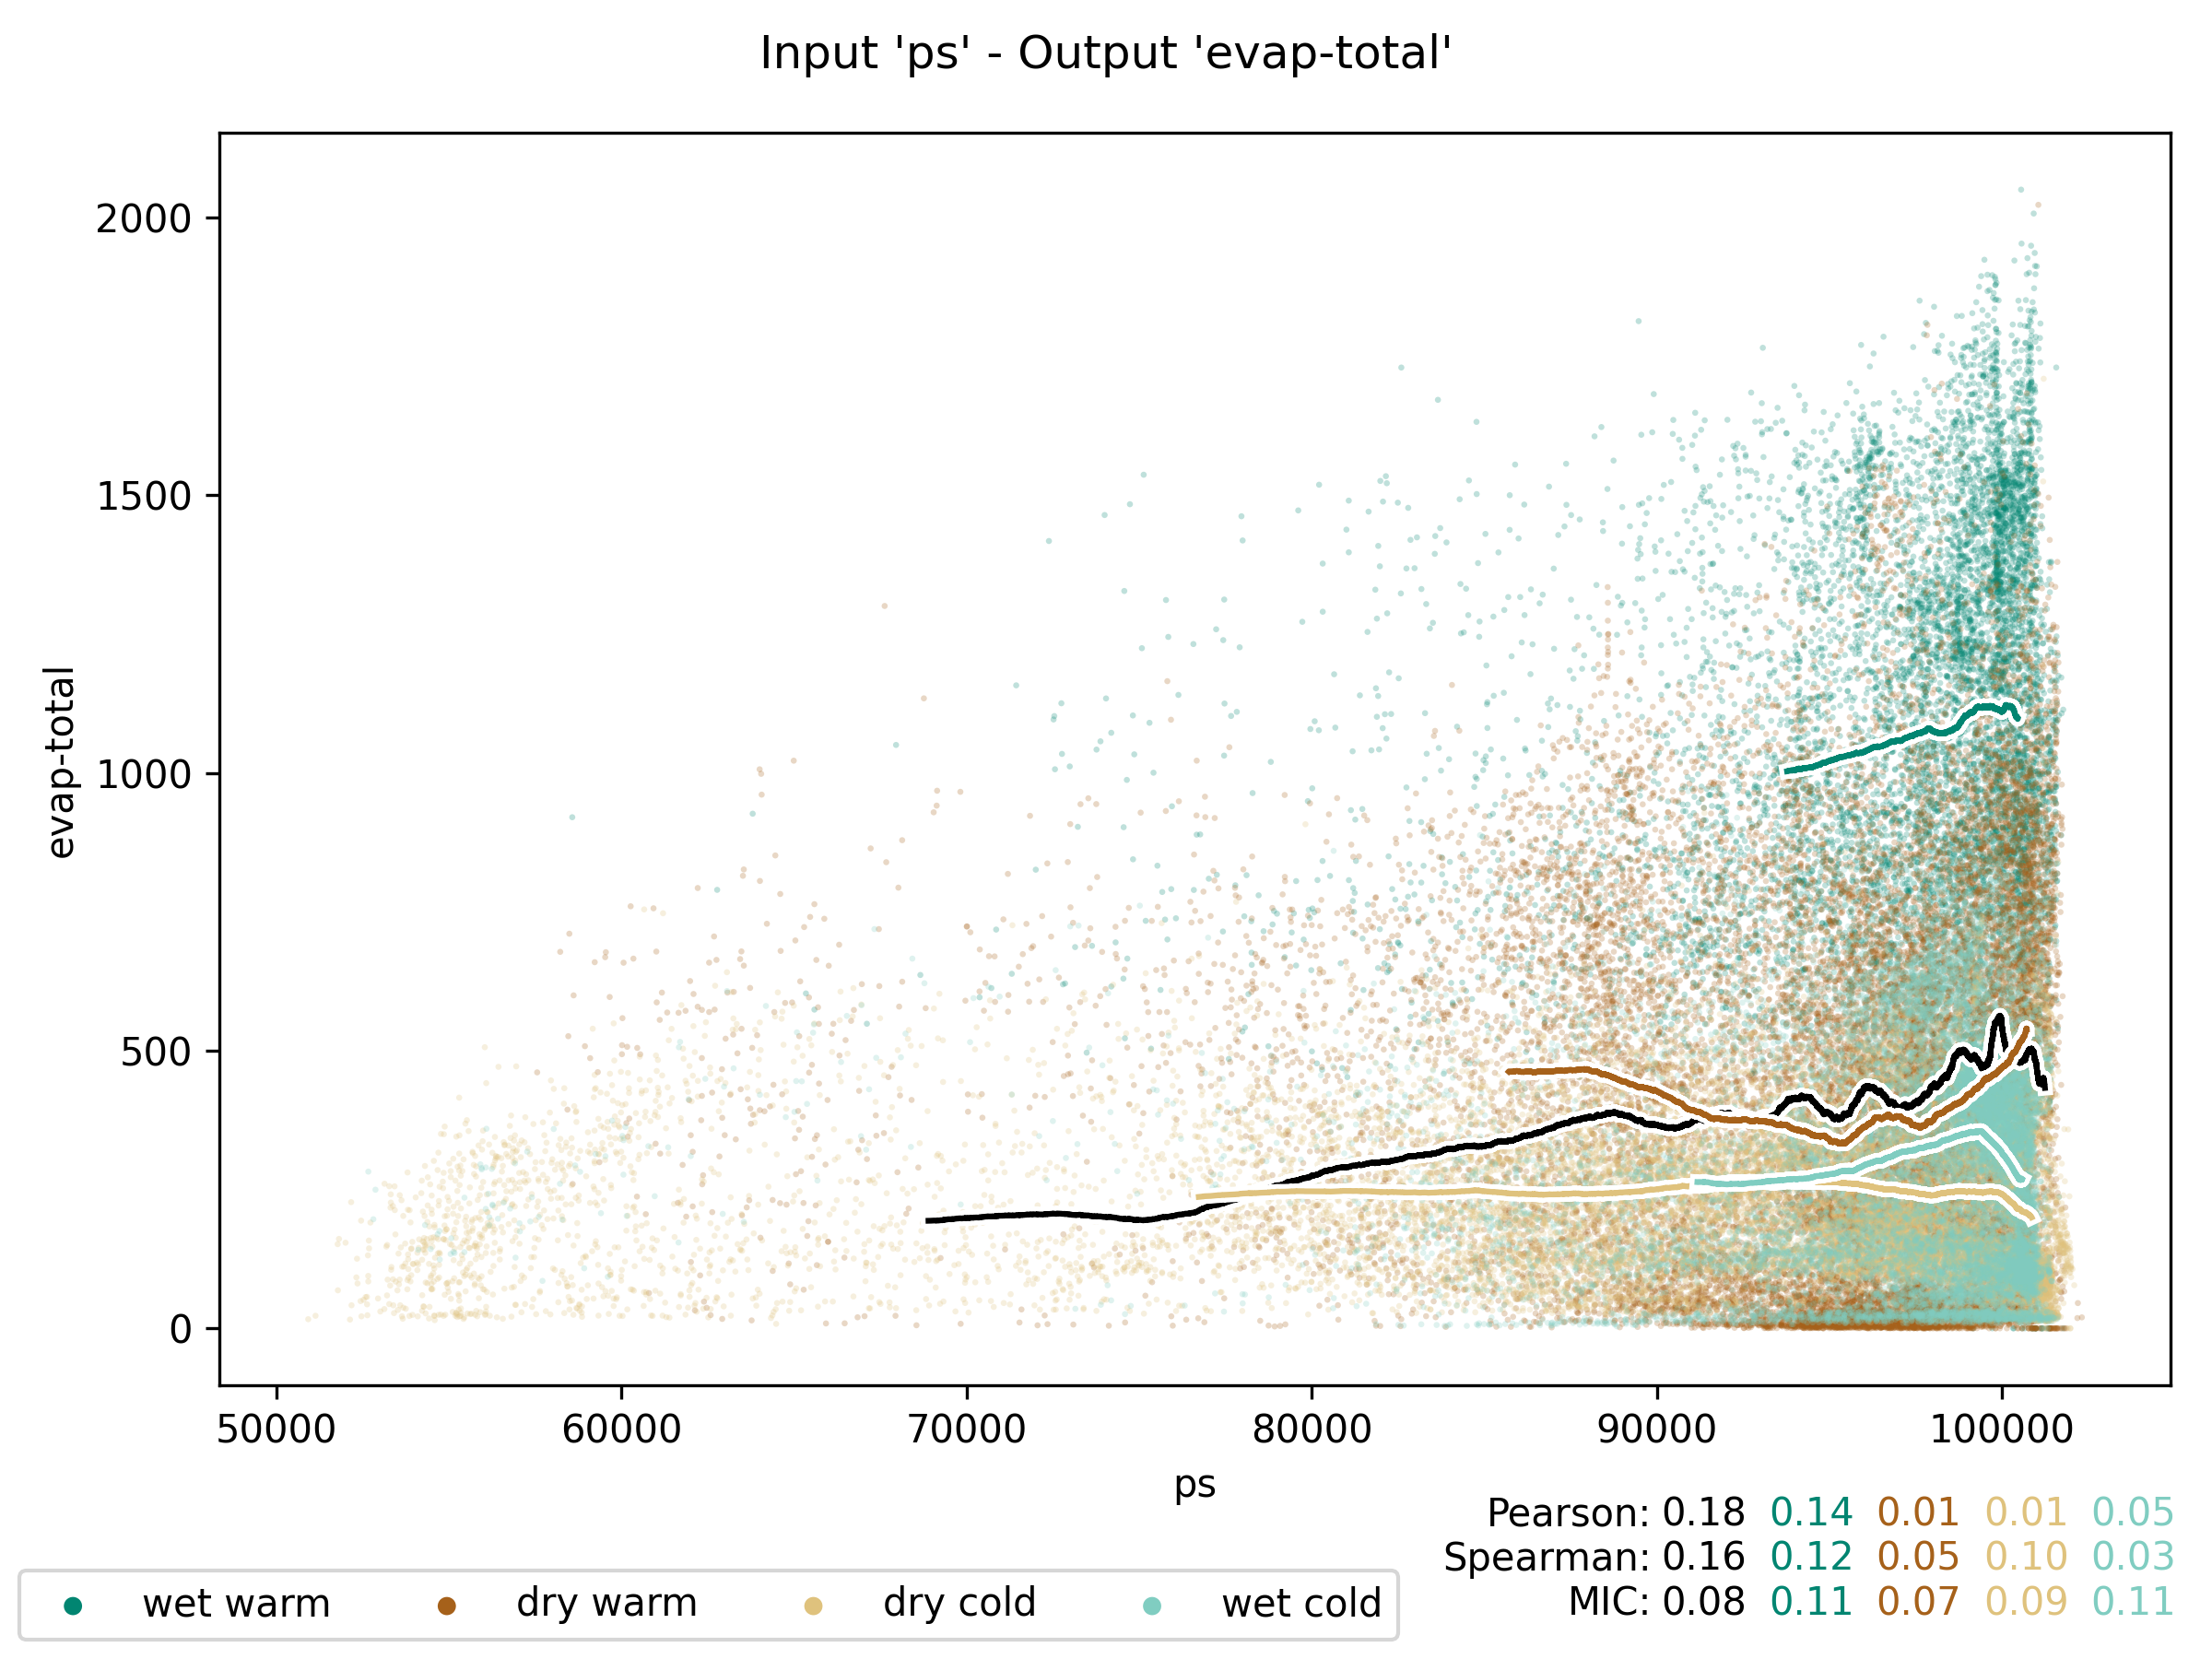 Input 'ps' - Output 'evap-total'
2000
1500
1000
500
0
evap-total
50000 60000 70000 80000 90000 100000
ps
Pearson: 0.18 0.14 0.01 0.01 0.05
Spearman: 0.16 0.12 0.05 0.10 0.03
MIC: 0.08 0.11 0.07 0.09 0.11
wet warm dry warm dry cold wet cold